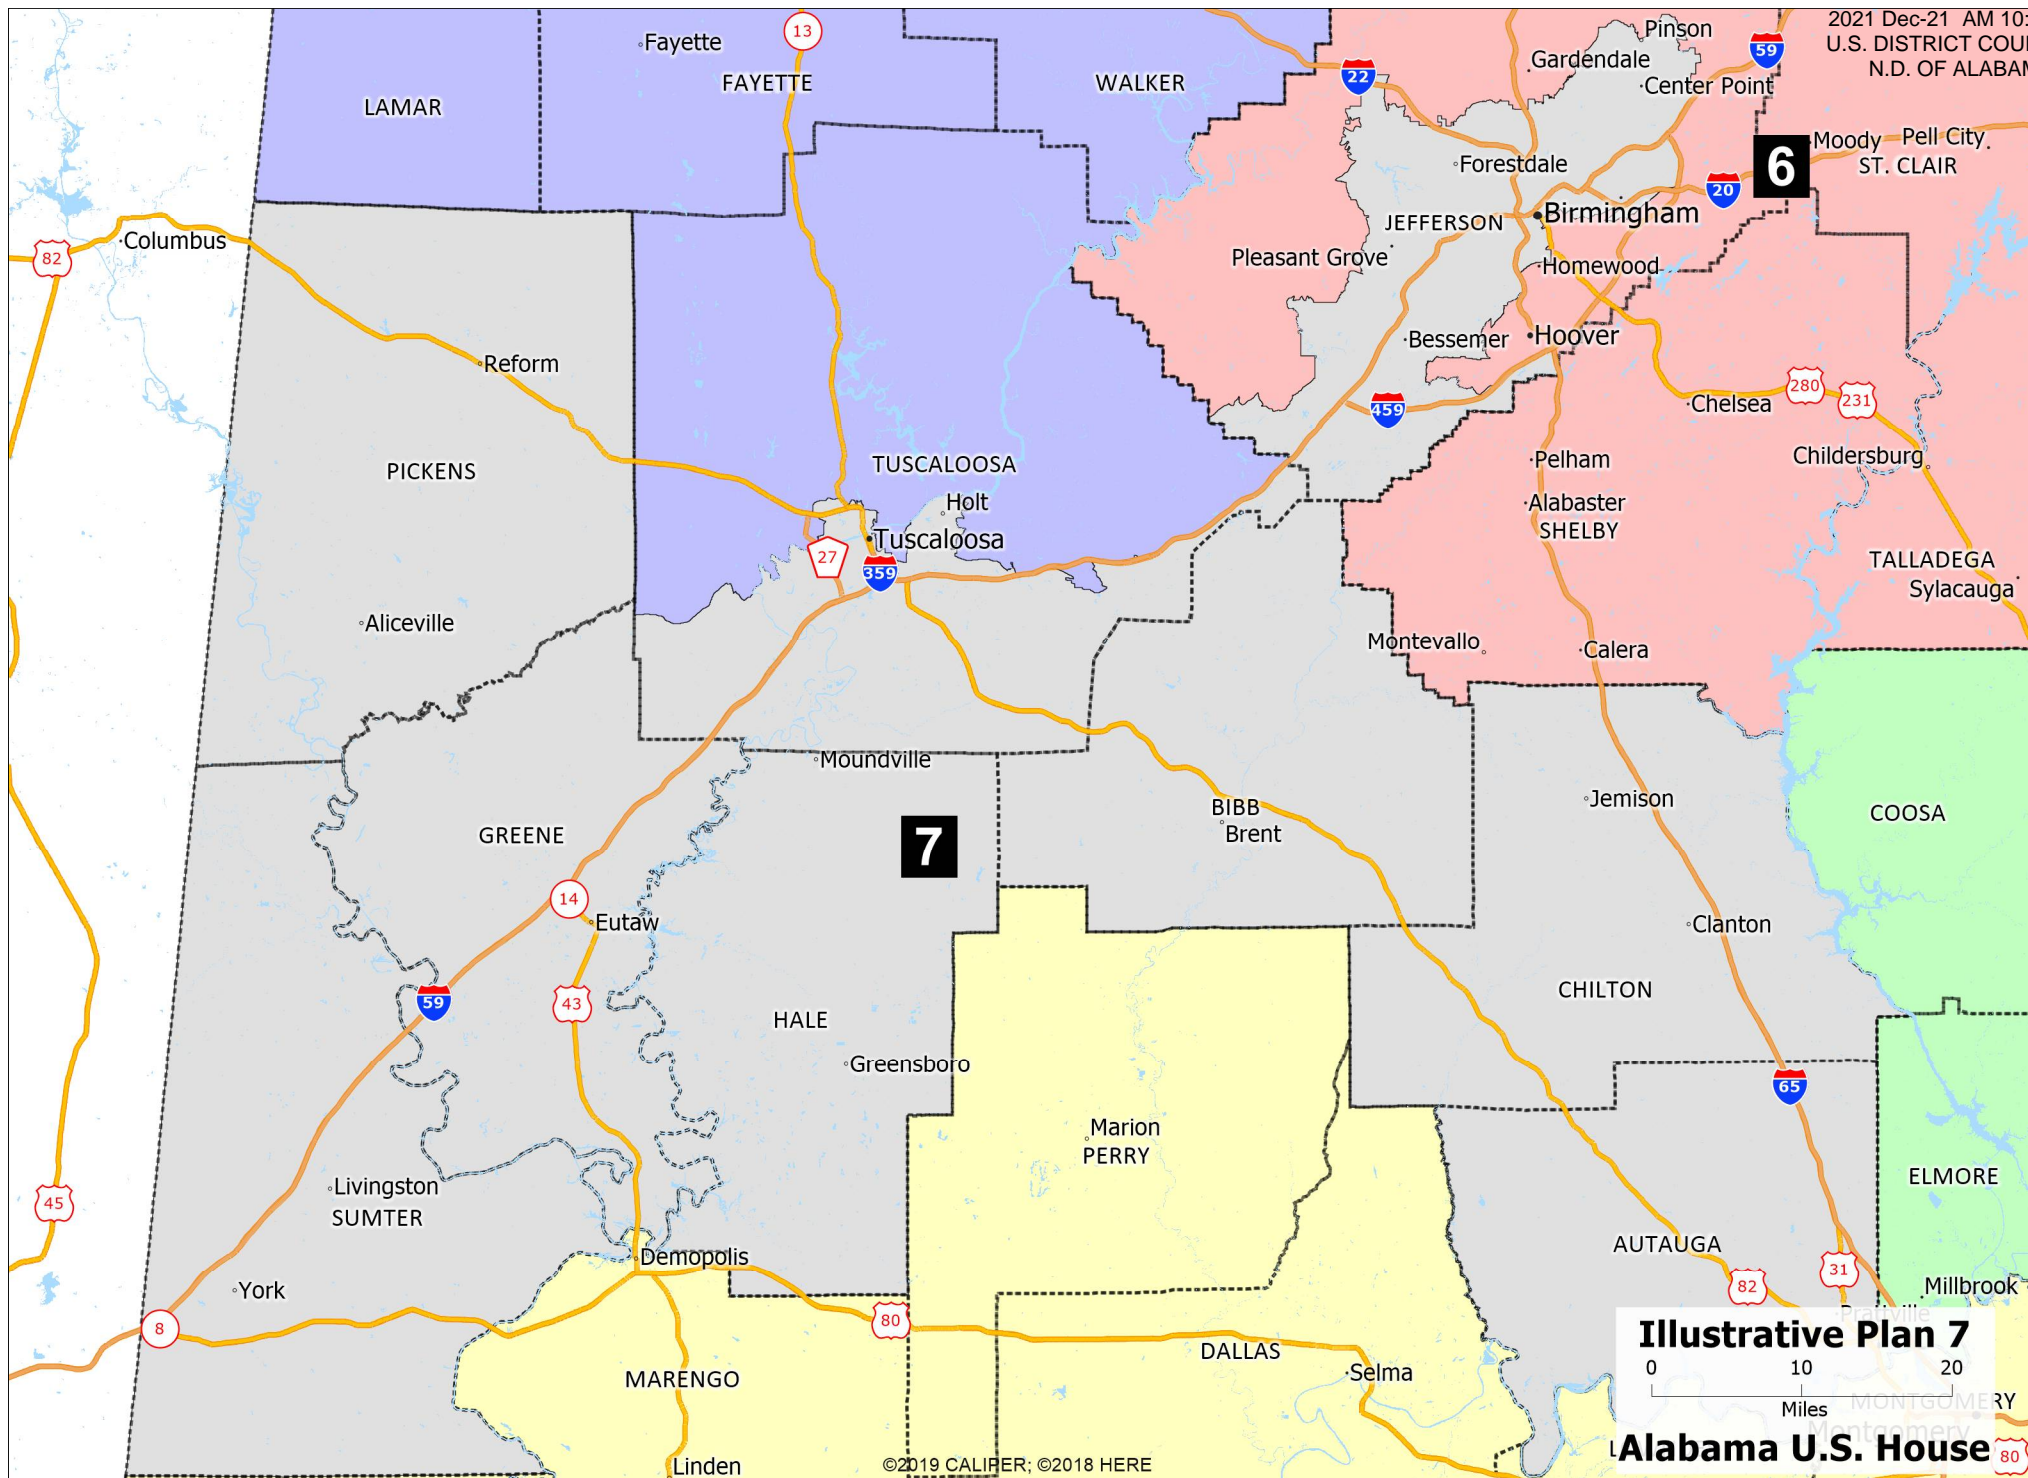 2021 Dec-21 AM 10:
U.S. DISTRICT COU
N.D. OF ALABAM
13
Pinson
Fayette
Gardendale
59
22
FAYETTE
WALKER
Center Point
LAMAR
Moody
Pell City
6
ST. CLAIR
Forestdale
20
Birmingham
JEFFERSON
Columbus
82
Pleasant Grove
Homewood
Bessemer
Hoover
Reform
280
231
Chelsea
459
Childersburg
Pelham
TUSCALOOSA
PICKENS
Holt
Alabaster
SHELBY
Tuscaloosa
27
359
TALLADEGA
Sylacauga
Aliceville
Montevallo
Calera
Moundville
Jemison
BIBB
Brent
COOSA
GREENE
7
14
Eutaw
Clanton
59
43
CHILTON
HALE
Greensboro
65
Marion
PERRY
Livingston
SUMTER
45
ELMORE
AUTAUGA
Demopolis
31
82
Millbrook
York
8
80
Prattville
Illustrative Plan 7
0 10 20
Miles
DALLAS
MARENGO
Selma
MONTGOMERY
Montgomery
Alabama U.S. House
80
Linden
©2019 CALIPER; ©2018 HERE